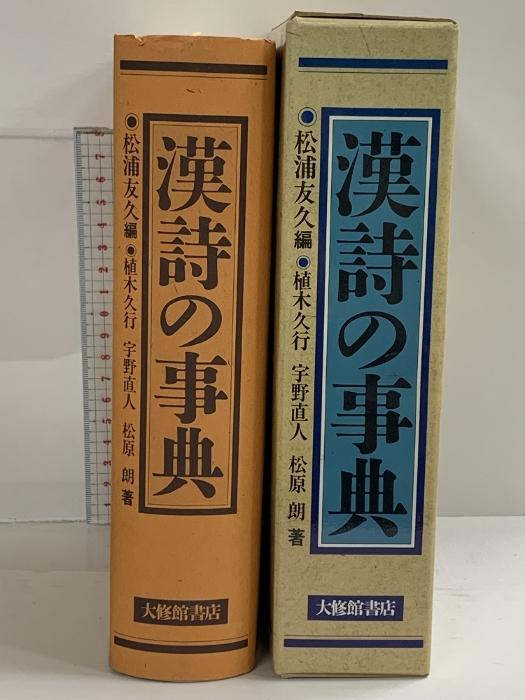 漢詩の事典
●松浦友久編●植木久行 宇野直人 松原 朗 著
大修館書店
漢詩の事典
●松浦友久編●植木久行 宇野直人 松原 朗 著
大修館書店